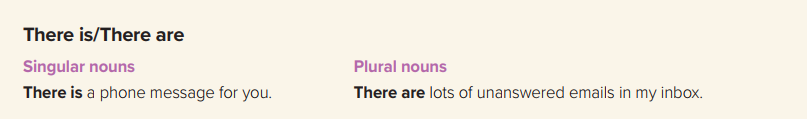 There is/There are
Singular nouns
Plural nouns
There is a phone message for you.
There are lots of unanswered emails in my inbox.